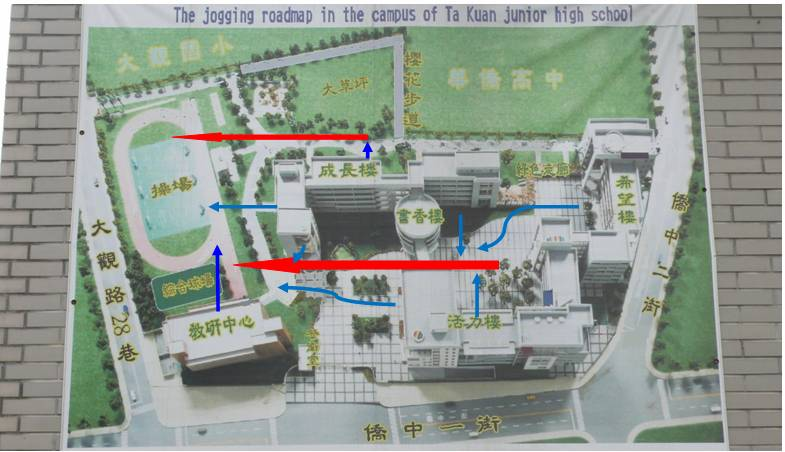 The jogging roadmap in the campus of Ta Kuan junior high school
大觀國小
大草坪
櫻花步道
華僑高中
操場
成長樓
書香樓
希望樓
僑中二街
大觀路28巷
綜合球場
教研中心
活力樓
僑中一街